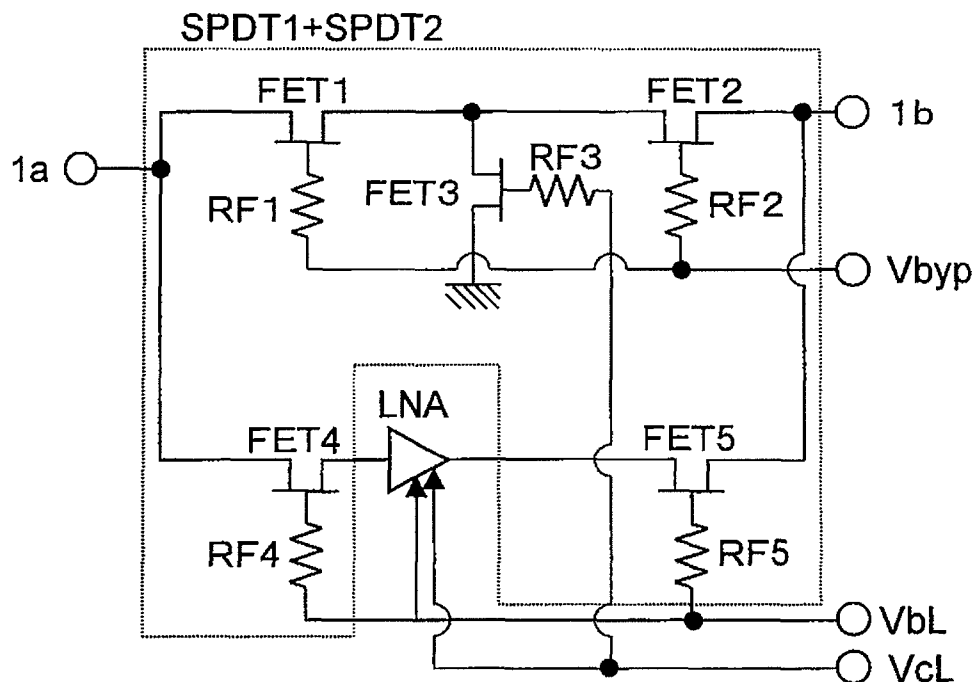 SPDT1+SPDT2
FET1
FET2
1b
1a
RF3
FET3
RF1
RF2
Vbyp
LNA
FET4
FET5
RF4
RF5
VbL
VcL